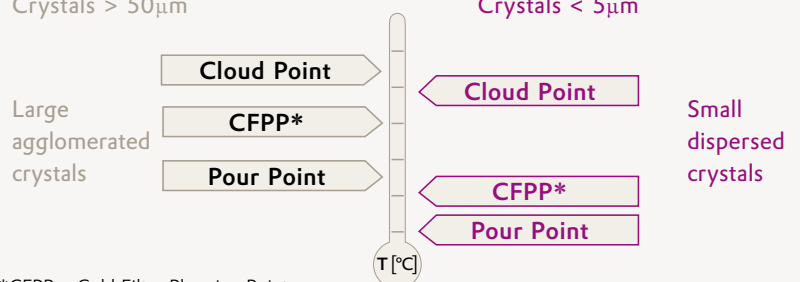 Crystals > 50µm
Crystals < 5µm
Cloud Point
Cloud Point
Large
agglomerated
crystals
CFPP*
Small
dispersed
crystals
Pour Point
CFPP*
Pour Point
T [°C]